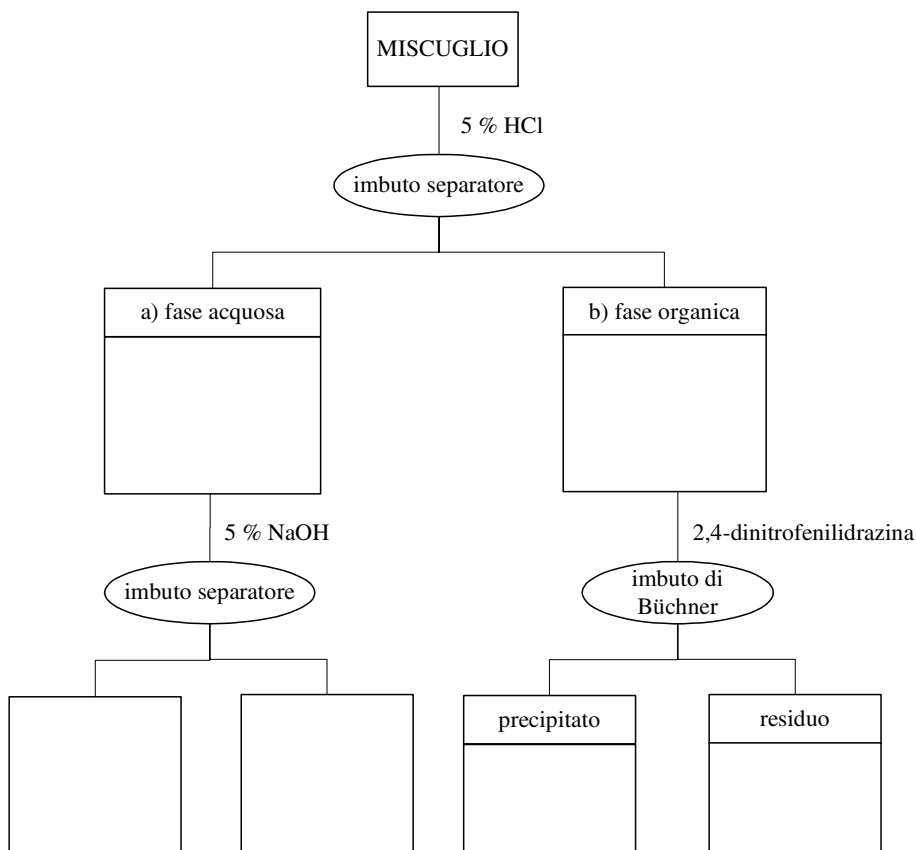 MISCUGLIO
5 % HCl
imbuto separatore
a) fase acquosa
b) fase organica
5 % NaOH
2,4-dinitrofenilidrazina
imbuto separatore
imbuto di
Büchner
precipitato
residuo